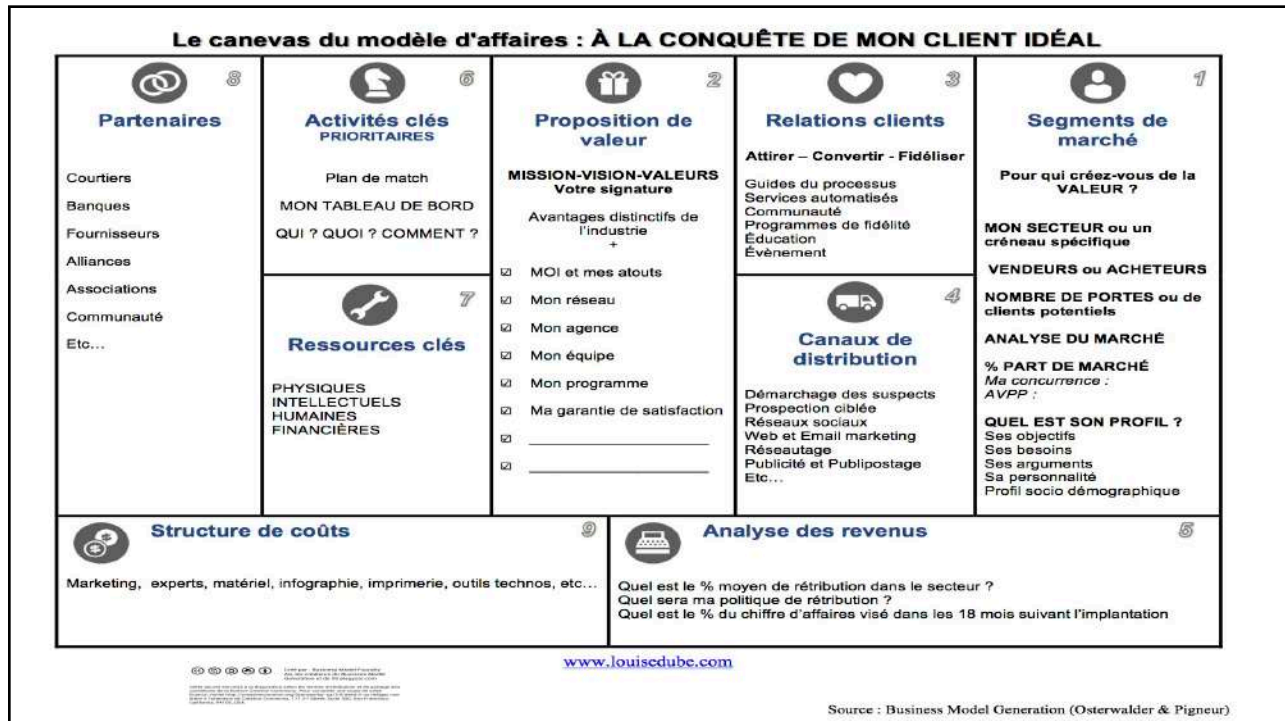 Le canevas du modèle d'affaires : À LA CONQUÊTE DE MON CLIENT IDÉAL
8
Partenaires
Courtiers
Banques
Fournisseurs
Alliances
Associations
Communauté
Etc…
6
Activités clés
PRIORITAIRES
Plan de match
MON TABLEAU DE BORD
QUI ? QUOI ? COMMENT ?
7
Ressources clés
PHYSIQUES
INTELLECTUELS
HUMAINES
FINANCIÈRES
2
Proposition de
valeur
MISSION-VISION-VALEURS
Votre signature
Avantages distinctifs de
l'industrie
+
☑ MOI et mes atouts
☑ Mon réseau
☑ Mon agence
☑ Mon équipe
☑ Mon programme
☑ Ma garantie de satisfaction
☑ ____________________
☑ ____________________
3
Relations clients
Attirer – Convertir - Fidéliser
Guides du processus
Services automatisés
Communauté
Programmes de fidélité
Éducation
Évènement
4
Canaux de
distribution
Démarchage des suspects
Prospection ciblée
Réseaux sociaux
Web et Email marketing
Réseautage
Publicité et Publipostage
Etc…
1
Segments de
marché
Pour qui créez-vous de la
VALEUR ?
MON SECTEUR ou un
créneau spécifique
VENDEURS ou ACHETEURS
NOMBRE DE PORTES ou de
clients potentiels
ANALYSE DU MARCHÉ
% PART DE MARCHÉ
Ma concurrence :
AVPP :
QUEL EST SON PROFIL ?
Ses objectifs
Ses besoins
Ses arguments
Sa personnalité
Profil socio démographique
9
Structure de coûts
Marketing, experts, matériel, infographie, imprimerie, outils technos, etc…
5
Analyse des revenus
Quel est le % moyen de rétribution dans le secteur ?
Quel sera ma politique de rétribution ?
Quel est le % du chiffre d'affaires visé dans les 18 mois suivant l'implantation
www.louisedube.com
Source : Business Model Generation (Osterwalder & Pigneur)